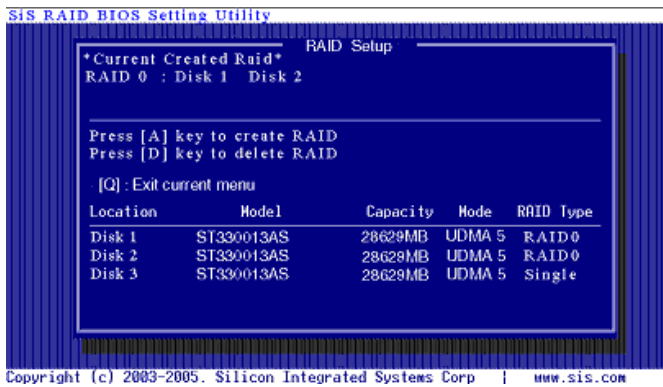 SiS RAID BIOS Setting Utility
RAID Setup
*Current Created Raid*
RAID 0 : Disk 1 Disk 2
Press [A] key to create RAID
Press [D] key to delete RAID
[Q] : Exit current menu
Location Model Capacity Mode RAID Type
Disk 1 ST330013AS 28629MB UDMA 5 RAID0
Disk 2 ST330013AS 28629MB UDMA 5 RAID0
Disk 3 ST330013AS 28629MB UDMA 5 Single
Copyright (c) 2003-2005. Silicon Integrated Systems Corp | www.sis.com